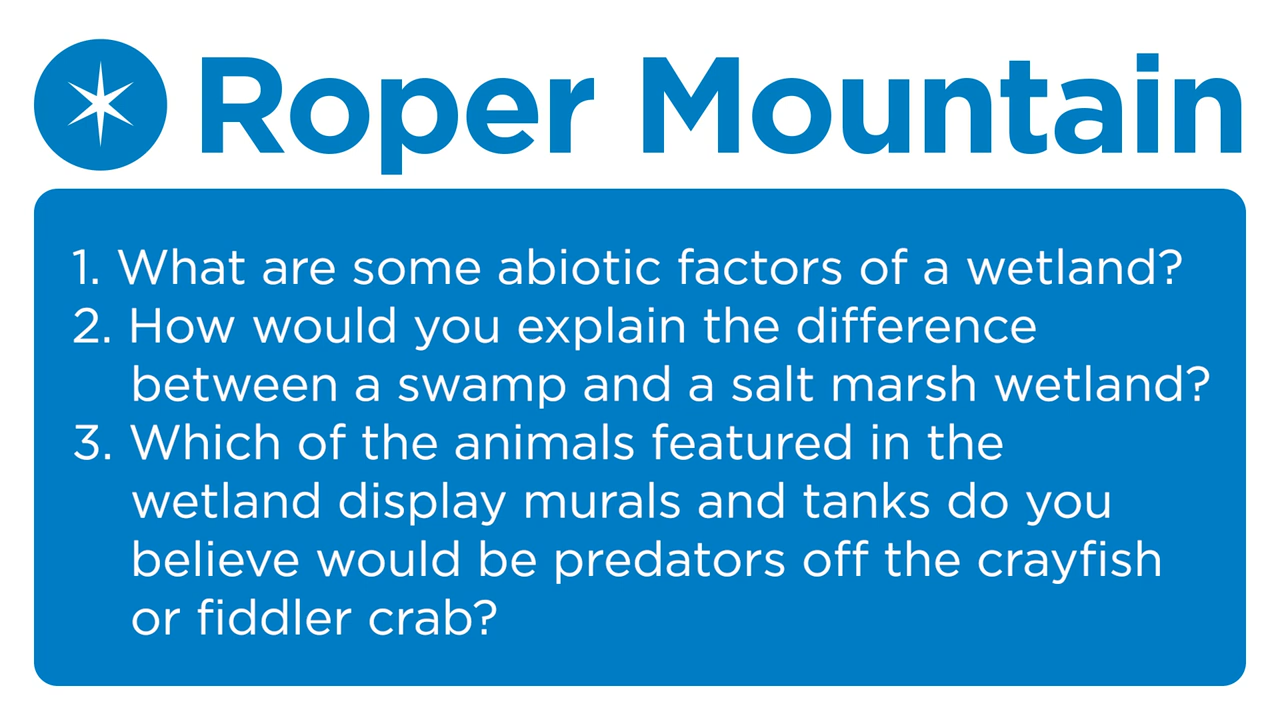 Roper Mountain
1. What are some abiotic factors of a wetland?
2. How would you explain the difference
between a swamp and a salt marsh wetland?
3. Which of the animals featured in the
wetland display murals and tanks do you
believe would be predators off the crayfish
or fiddler crab?